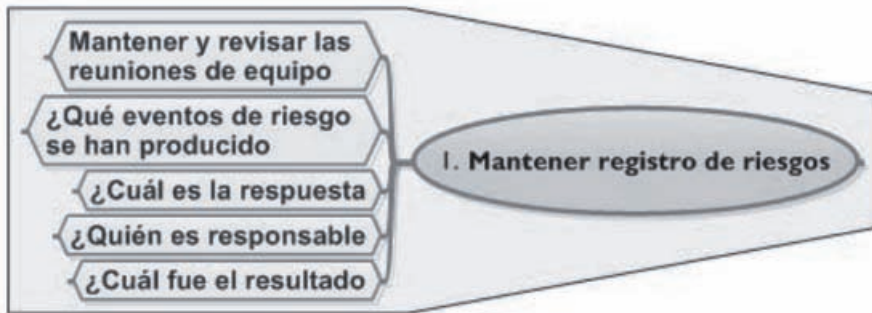 Mantener y revisar las
reuniones de equipo
¿Qué eventos de riesgo
se han producido
¿Cuál es la respuesta
¿Quién es responsable
¿Cuál fue el resultado
1. Mantener registro de riesgos